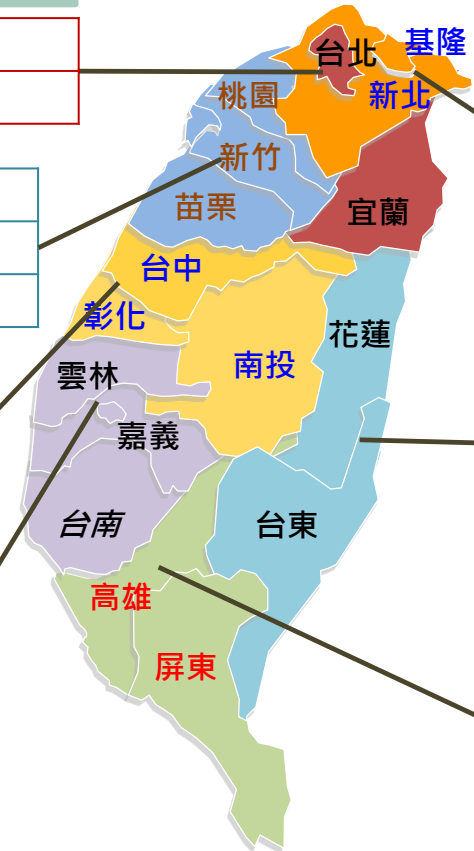 台北
基隆
桃園
新北
新竹
苗栗
宜蘭
台中
彰化
花蓮
南投
雲林
嘉義
台南
台東
高雄
屏東